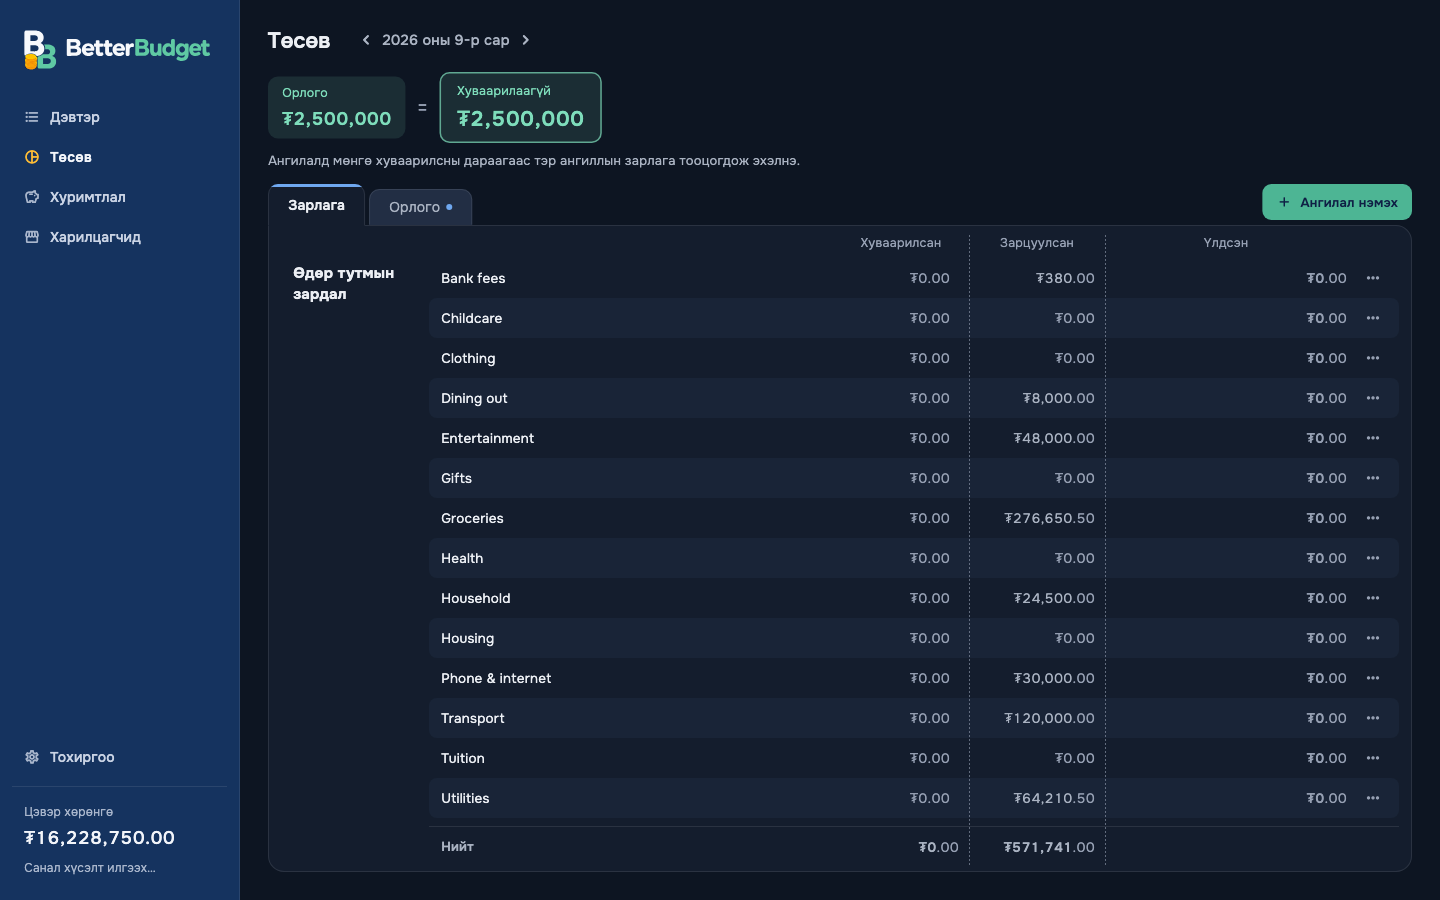 BetterBudget
Дэвтэр
Төсөв
Хуримтлал
Харилцагчид
Тохиргоо
Цэвэр хөрөнгө
₮16,228,750.00
Санал хүсэлт илгээх...
Төсөв
2026 оны 9-р сар
Орлого
₮2,500,000
=
Хуваарилаагүй
₮2,500,000
Ангилалд мөнгө хуваарилсны дараагаас тэр ангиллын зарлага тооцогдож эхэлнэ.
Зарлага
Орлого
+ Ангилал нэмэх
Хуваарилсан Зарцуулсан Үлдсэн
Өдөр тутмын
зардал
Bank fees ₮0.00 ₮380.00 ₮0.00
Childcare ₮0.00 ₮0.00 ₮0.00
Clothing ₮0.00 ₮0.00 ₮0.00
Dining out ₮0.00 ₮8,000.00 ₮0.00
Entertainment ₮0.00 ₮48,000.00 ₮0.00
Gifts ₮0.00 ₮0.00 ₮0.00
Groceries ₮0.00 ₮276,650.50 ₮0.00
Health ₮0.00 ₮0.00 ₮0.00
Household ₮0.00 ₮24,500.00 ₮0.00
Housing ₮0.00 ₮0.00 ₮0.00
Phone & internet ₮0.00 ₮30,000.00 ₮0.00
Transport ₮0.00 ₮120,000.00 ₮0.00
Tuition ₮0.00 ₮0.00 ₮0.00
Utilities ₮0.00 ₮64,210.50 ₮0.00
Нийт ₮0.00 ₮571,741.00